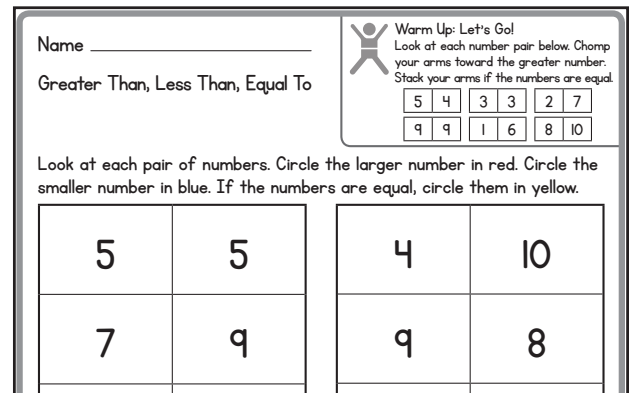 Name
Greater Than, Less Than, Equal To
Warm Up: Let's Go!
Look at each number pair below. Chomp
your arms toward the greater number.
Stack your arms if the numbers are equal.
5 4 3 3 2 7
9 9 1 6 8 10
Look at each pair of numbers. Circle the larger number in red. Circle the
smaller number in blue. If the numbers are equal, circle them in yellow.
5 5 4 10
7 9 9 8